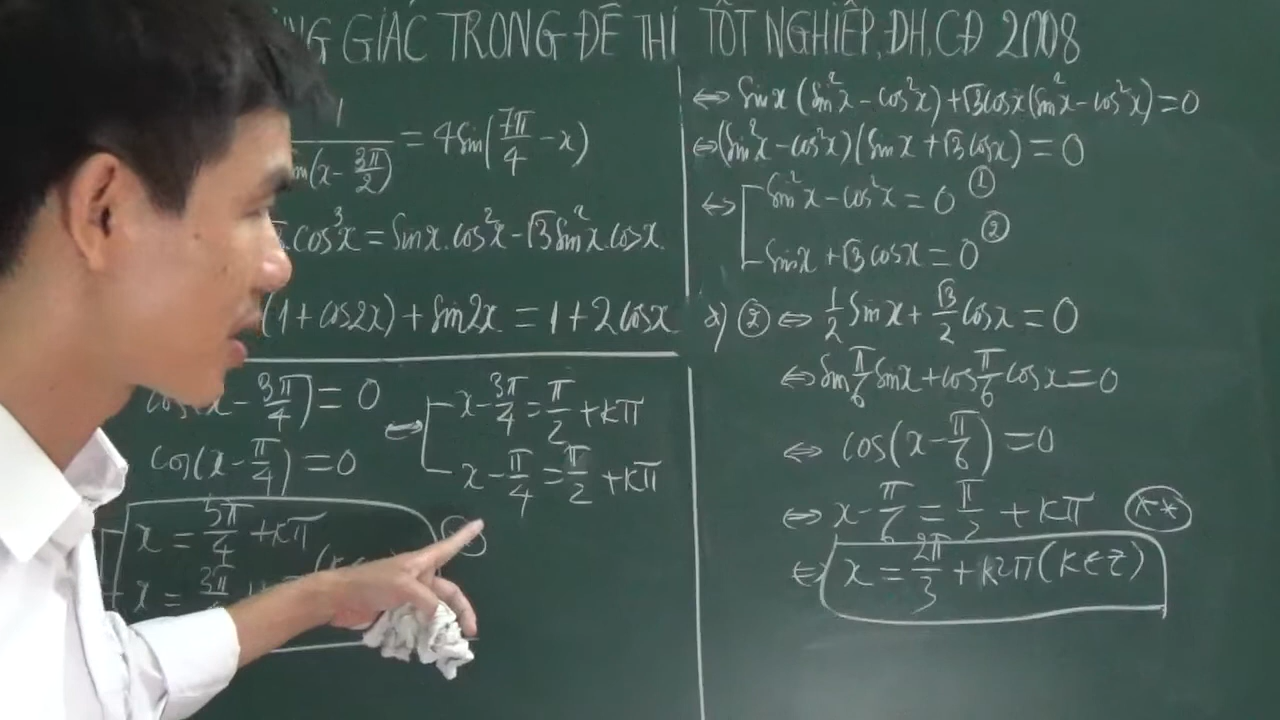 GIÁC TRONG ĐỀ THI TỐT NGHIỆP, ĐH, CĐ 2008
1/(x - 3π/2) = 4sin(7π/4 - x)
cos³x = sinx.cos² - √3sin²x.cosx
(1 + cos2x) + sin2x = 1 + 2cosx
cos(x - 3π/4) = 0
cos(x - π/4) = 0
⇔ [ x - 3π/4 = π/2 + kπ
x - π/4 = π/2 + kπ
x = 5π/4 + kπ
x = 3π
⇔ sinx(sin²x - cos²x) + √3cosx(sin²x - cos²x) = 0
⇔ (sin²x - cos²x)(sinx + √3cosx) = 0
⇔ [ sin²x - cos²x = 0 ①
sinx + √3cosx = 0 ②
② ⇔ 1/2 sinx + √3/2 cosx = 0
⇔ sin π/6 sinx + cos π/6 cosx = 0
⇔ cos(x - π/6) = 0
⇔ x - π/6 = π/2 + kπ (**)
⇔ x = 2π/3 + k2π (k∈Z)